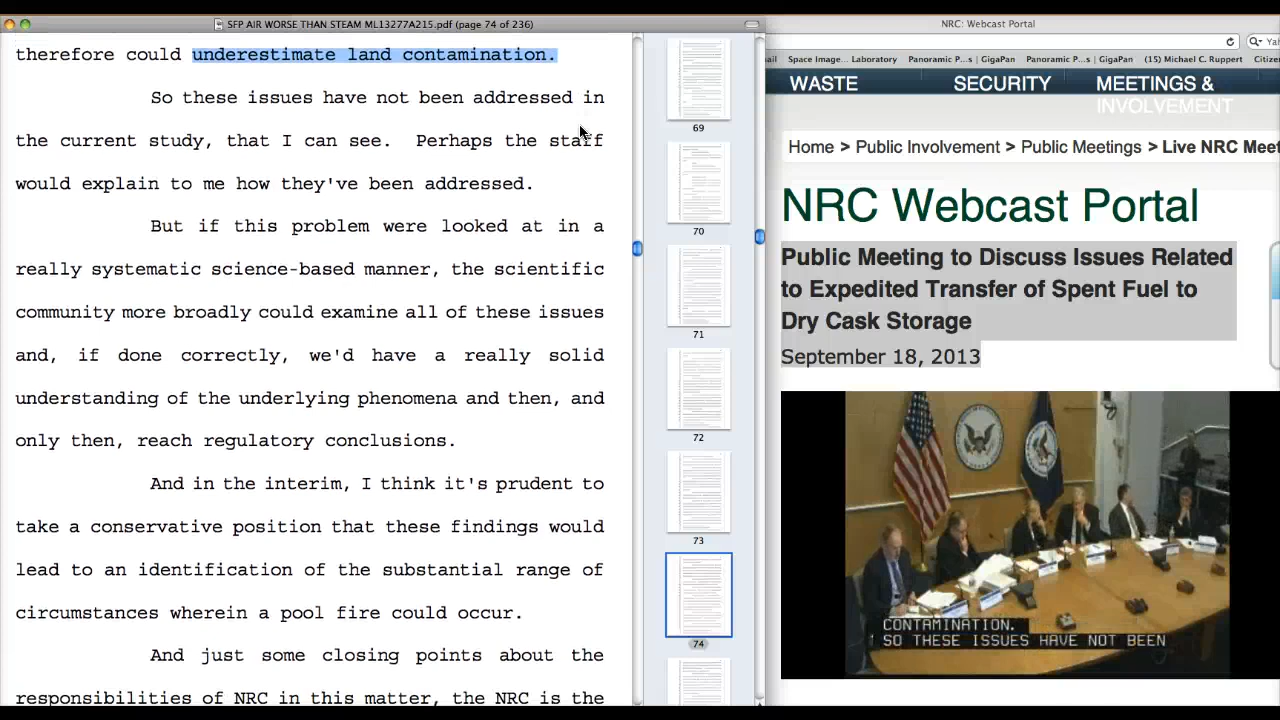 SFP AIR WORSE THAN STEAM ML13277A215.pdf (page 74 of 236)
NRC: Webcast Portal
herefore could underestimate land contamination.
So these issues have not been addressed in
the current study, that I can see. Perhaps the staff
would explain to me how they've been addressed.
But if this problem were looked at in a
really systematic science-based manner, the scientific
community more broadly could examine all of these issues
and, if done correctly, we'd have a really solid
understanding of the underlying phenomena and then, and
only then, reach regulatory conclusions.
And in the interim, I think it's prudent to
take a conservative position that these findings would
lead to an identification of the substantial range of
circumstances wherein a pool fire could occur.
And just some closing points about the
responsibilities of NRC in this matter, the NRC is the
69
70
71
72
73
74
ail Space Image... Laboratory Panoramic P...s | GigaPan Panoramic P...s | GigaPan (15) Michael C. Ruppert Citizen
WASTE SECURITY MEETINGS &
INVOLVEMENT
Home > Public Involvement > Public Meetings > Live NRC Meet
NRC Webcast Portal
Public Meeting to Discuss Issues Related
to Expedited Transfer of Spent Fuel to
Dry Cask Storage
September 18, 2013
CONTAMINATION.
SO THESE ISSUES HAVE NOT BEEN